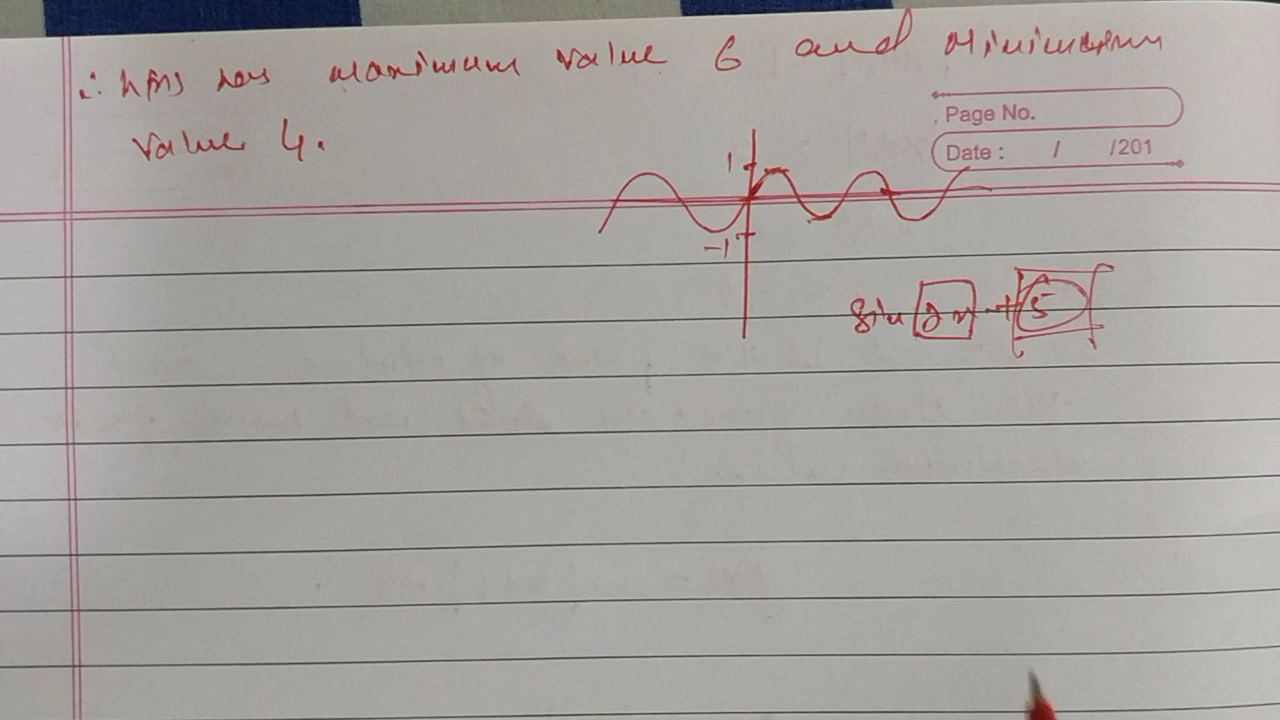 ∴ h(x) has maximum value 6 and Minimum
value 4.
Page No.
Date : / /201
1
-1
sin 2x + 5